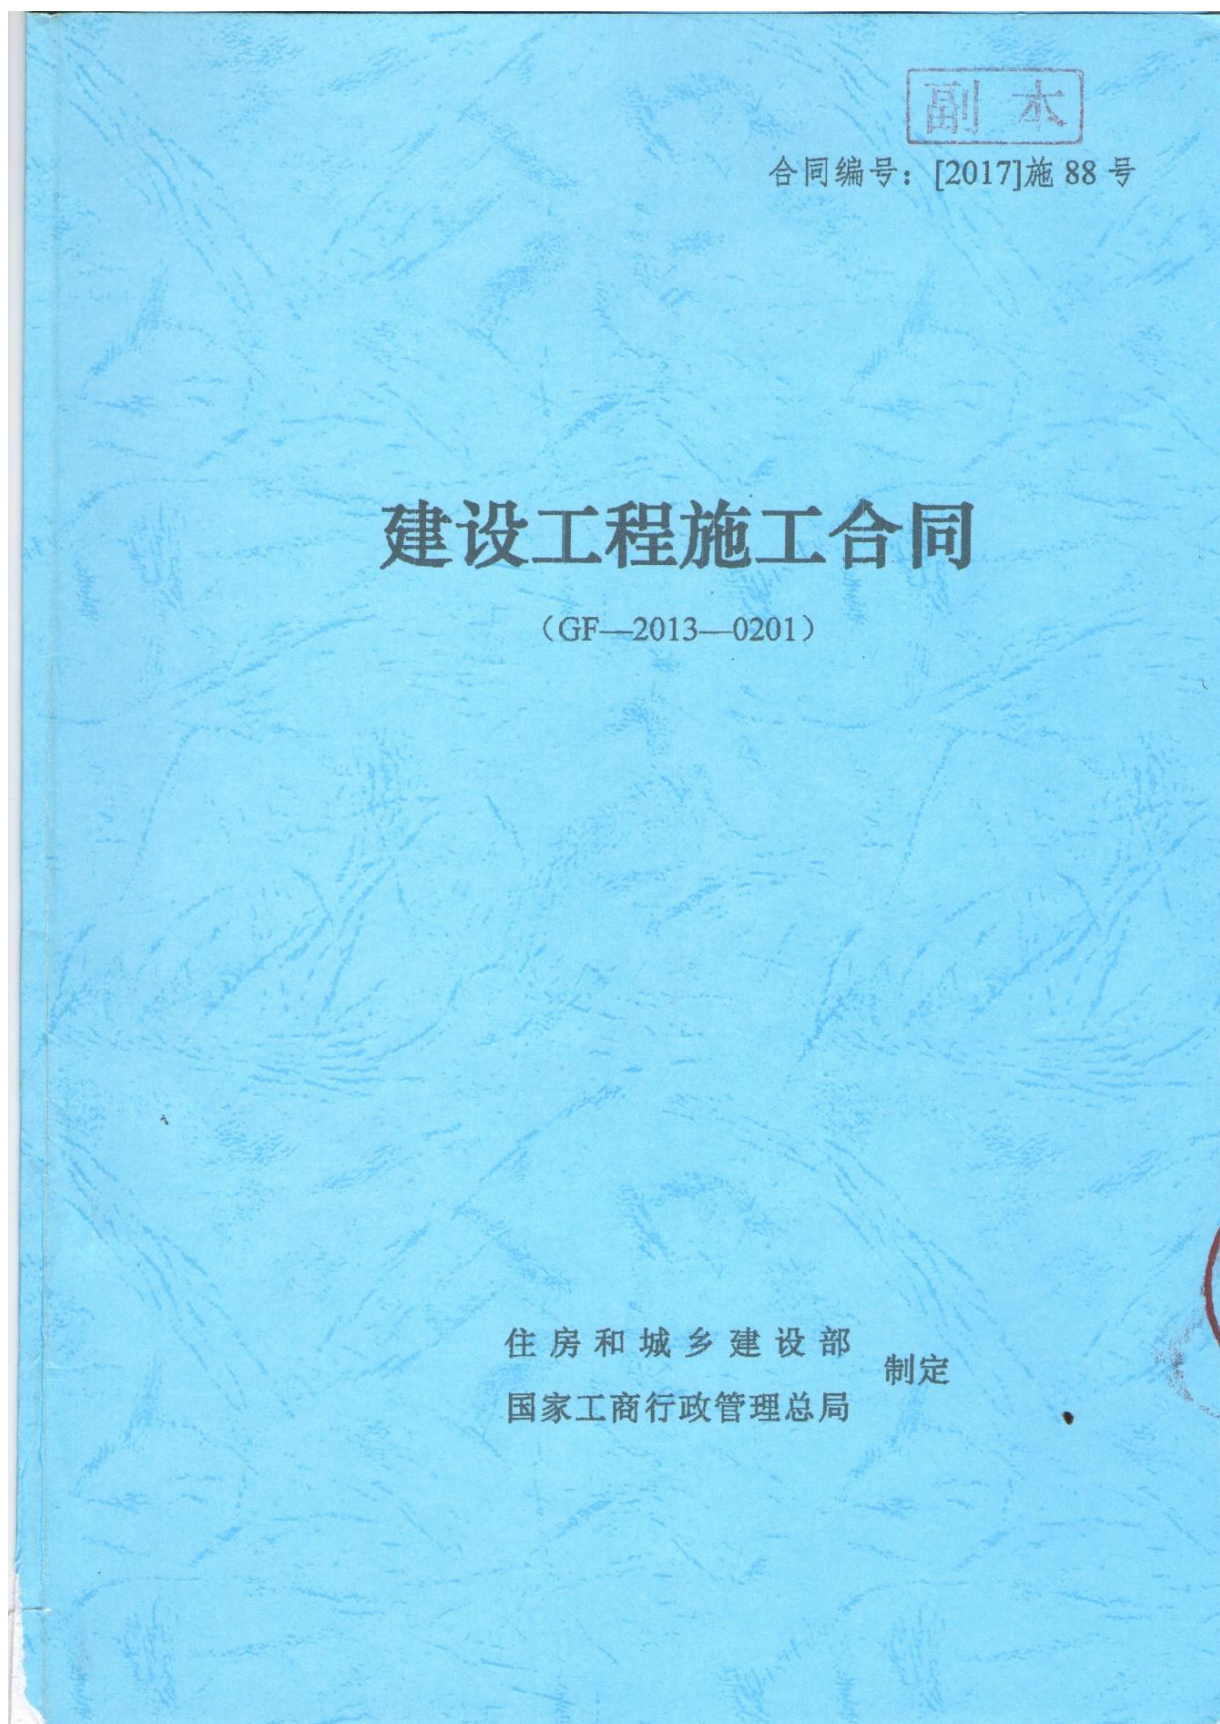 副 本
合同编号：[2017]施 88 号
建设工程施工合同
（GF—2013—0201）
住房和城乡建设部
国家工商行政管理总局
制定